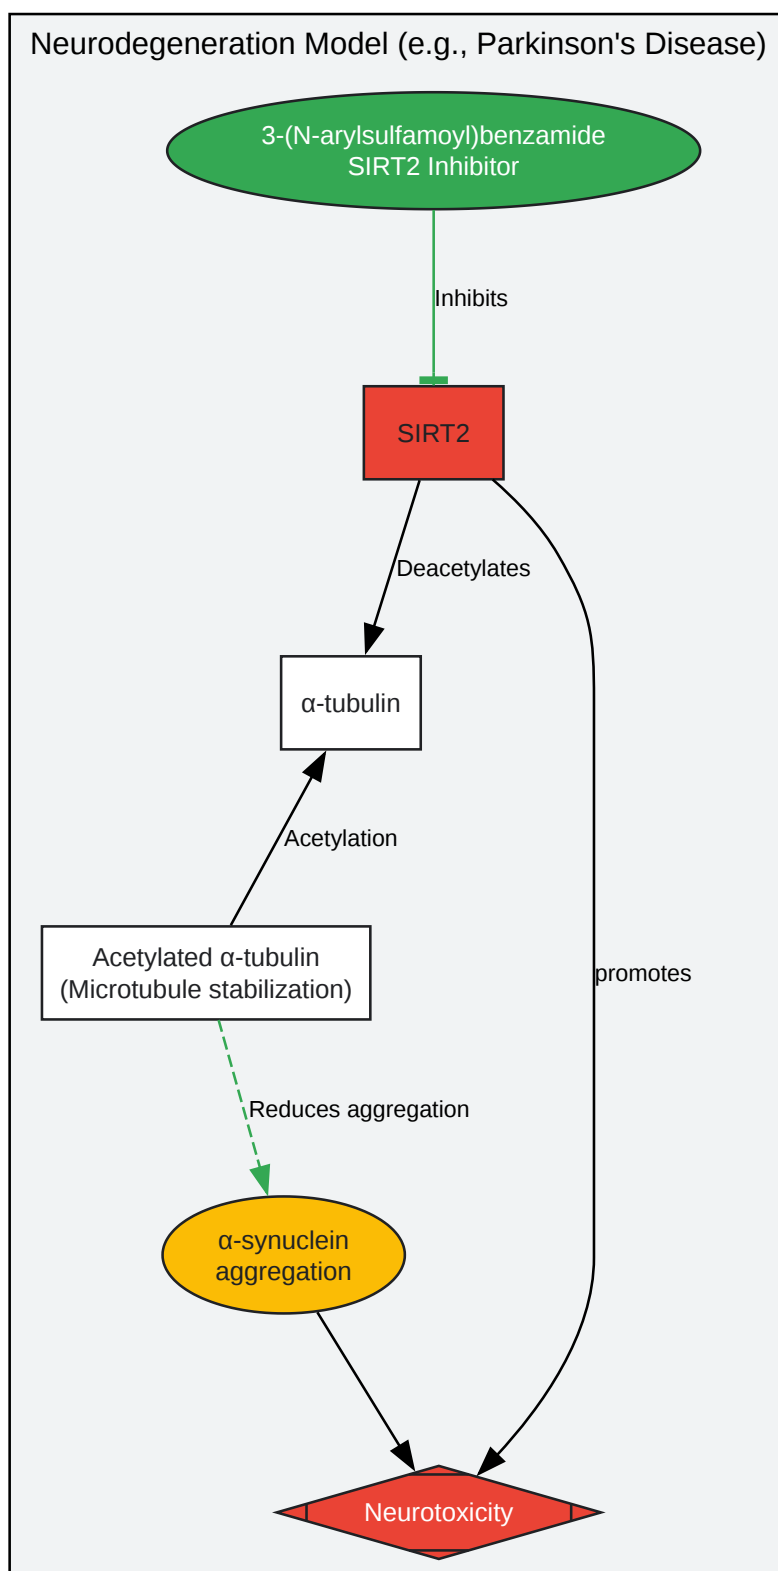 Neurodegeneration Model (e.g., Parkinson's Disease)
3-(N-arylsulfamoyl)benzamide
SIRT2 Inhibitor
Inhibits
SIRT2
Deacetylates
α-tubulin
Acetylation
Acetylated α-tubulin
(Microtubule stabilization)
promotes
Reduces aggregation
α-synuclein
aggregation
Neurotoxicity